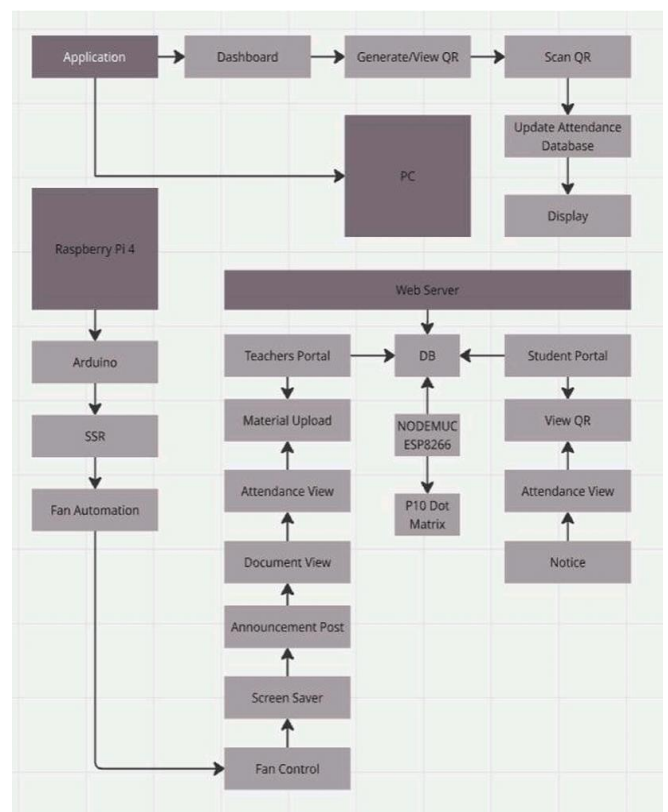 Application
Dashboard
Generate/View QR
Scan QR
Update Attendance
Database
PC
Display
Raspberry Pi 4
Web Server
Arduino
Teachers Portal
DB
Student Portal
SSR
Material Upload
NODEMUC
ESP8266
View QR
Fan Automation
Attendance View
P10 Dot
Matrix
Attendance View
Document View
Notice
Announcement Post
Screen Saver
Fan Control